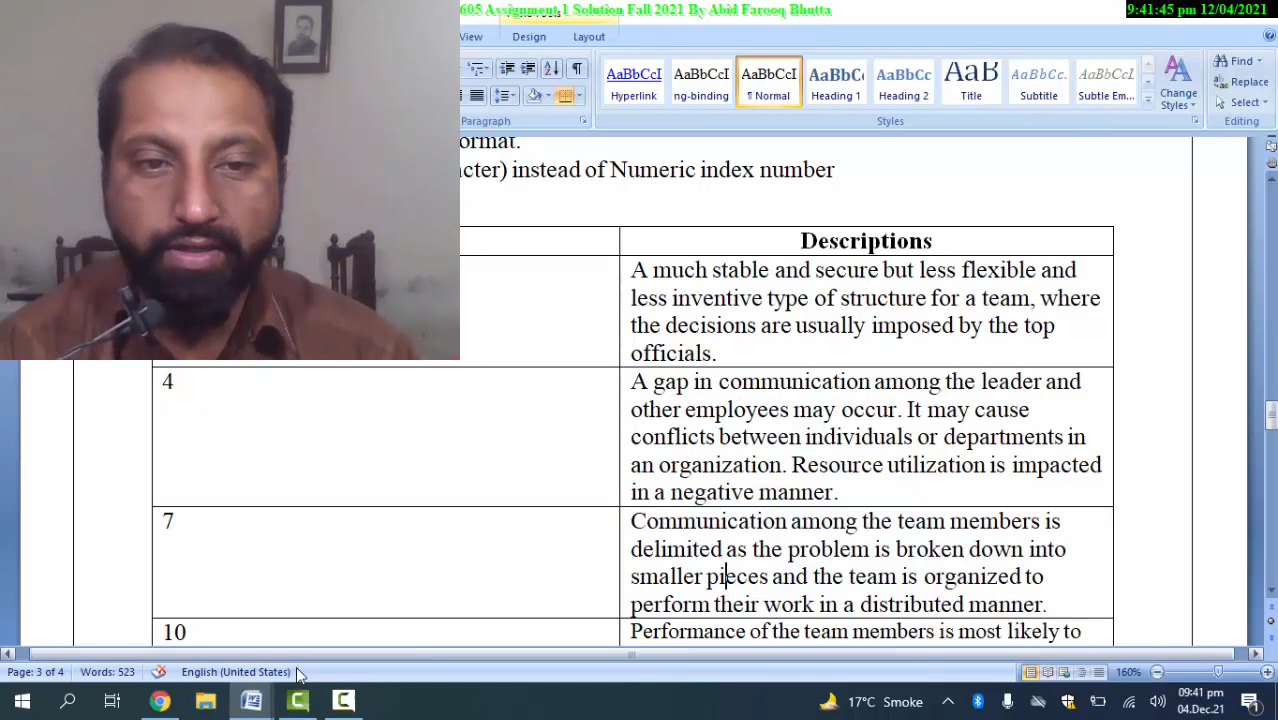 605 Assignment 1 Solution Fall 2021 By Abid Farooq Bhutta
9:41:45 pm 12/04/2021
View
Design
Layout
AaBbCcI
AaBbCcI
AaBbCcI
AaBbCc
AaBbCc
AaB
AaBbCc.
AaBbCcL
Hyperlink
ng-binding
¶ Normal
Heading 1
Heading 2
Title
Subtitle
Subtle Em...
Change
Styles
Find
Replace
Select
Paragraph
Styles
Editing
ormat.
acter) instead of Numeric index number
Descriptions
A much stable and secure but less flexible and
less inventive type of structure for a team, where
the decisions are usually imposed by the top
officials.
4
A gap in communication among the leader and
other employees may occur. It may cause
conflicts between individuals or departments in
an organization. Resource utilization is impacted
in a negative manner.
7
Communication among the team members is
delimited as the problem is broken down into
smaller pieces and the team is organized to
perform their work in a distributed manner.
10
Performance of the team members is most likely to
Page: 3 of 4
Words: 523
English (United States)
160%
17°C Smoke
09:41 pm
04.Dec.21
1